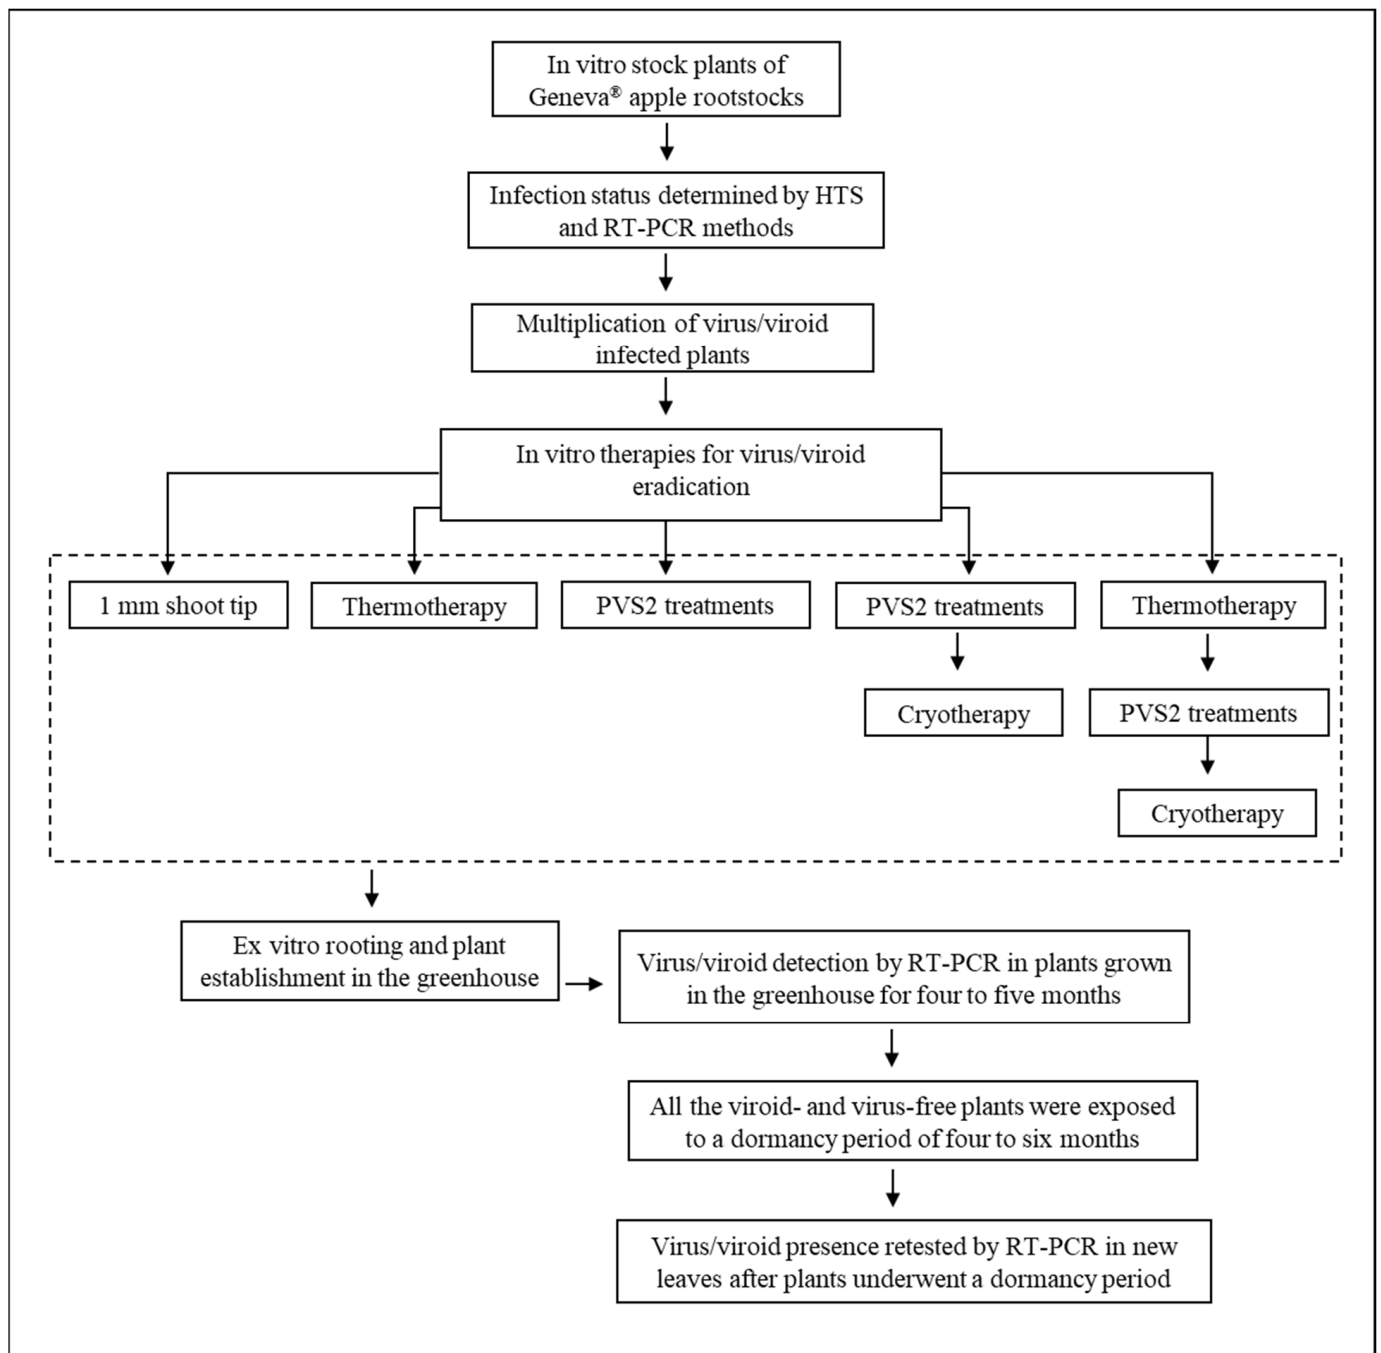 In vitro stock plants of
Geneva® apple rootstocks
Infection status determined by HTS
and RT-PCR methods
Multiplication of virus/viroid
infected plants
In vitro therapies for virus/viroid
eradication
1 mm shoot tip
Thermotherapy
PVS2 treatments
PVS2 treatments
Thermotherapy
Cryotherapy
PVS2 treatments
Cryotherapy
Ex vitro rooting and plant
establishment in the greenhouse
Virus/viroid detection by RT-PCR in plants grown
in the greenhouse for four to five months
All the viroid- and virus-free plants were exposed
to a dormancy period of four to six months
Virus/viroid presence retested by RT-PCR in new
leaves after plants underwent a dormancy period